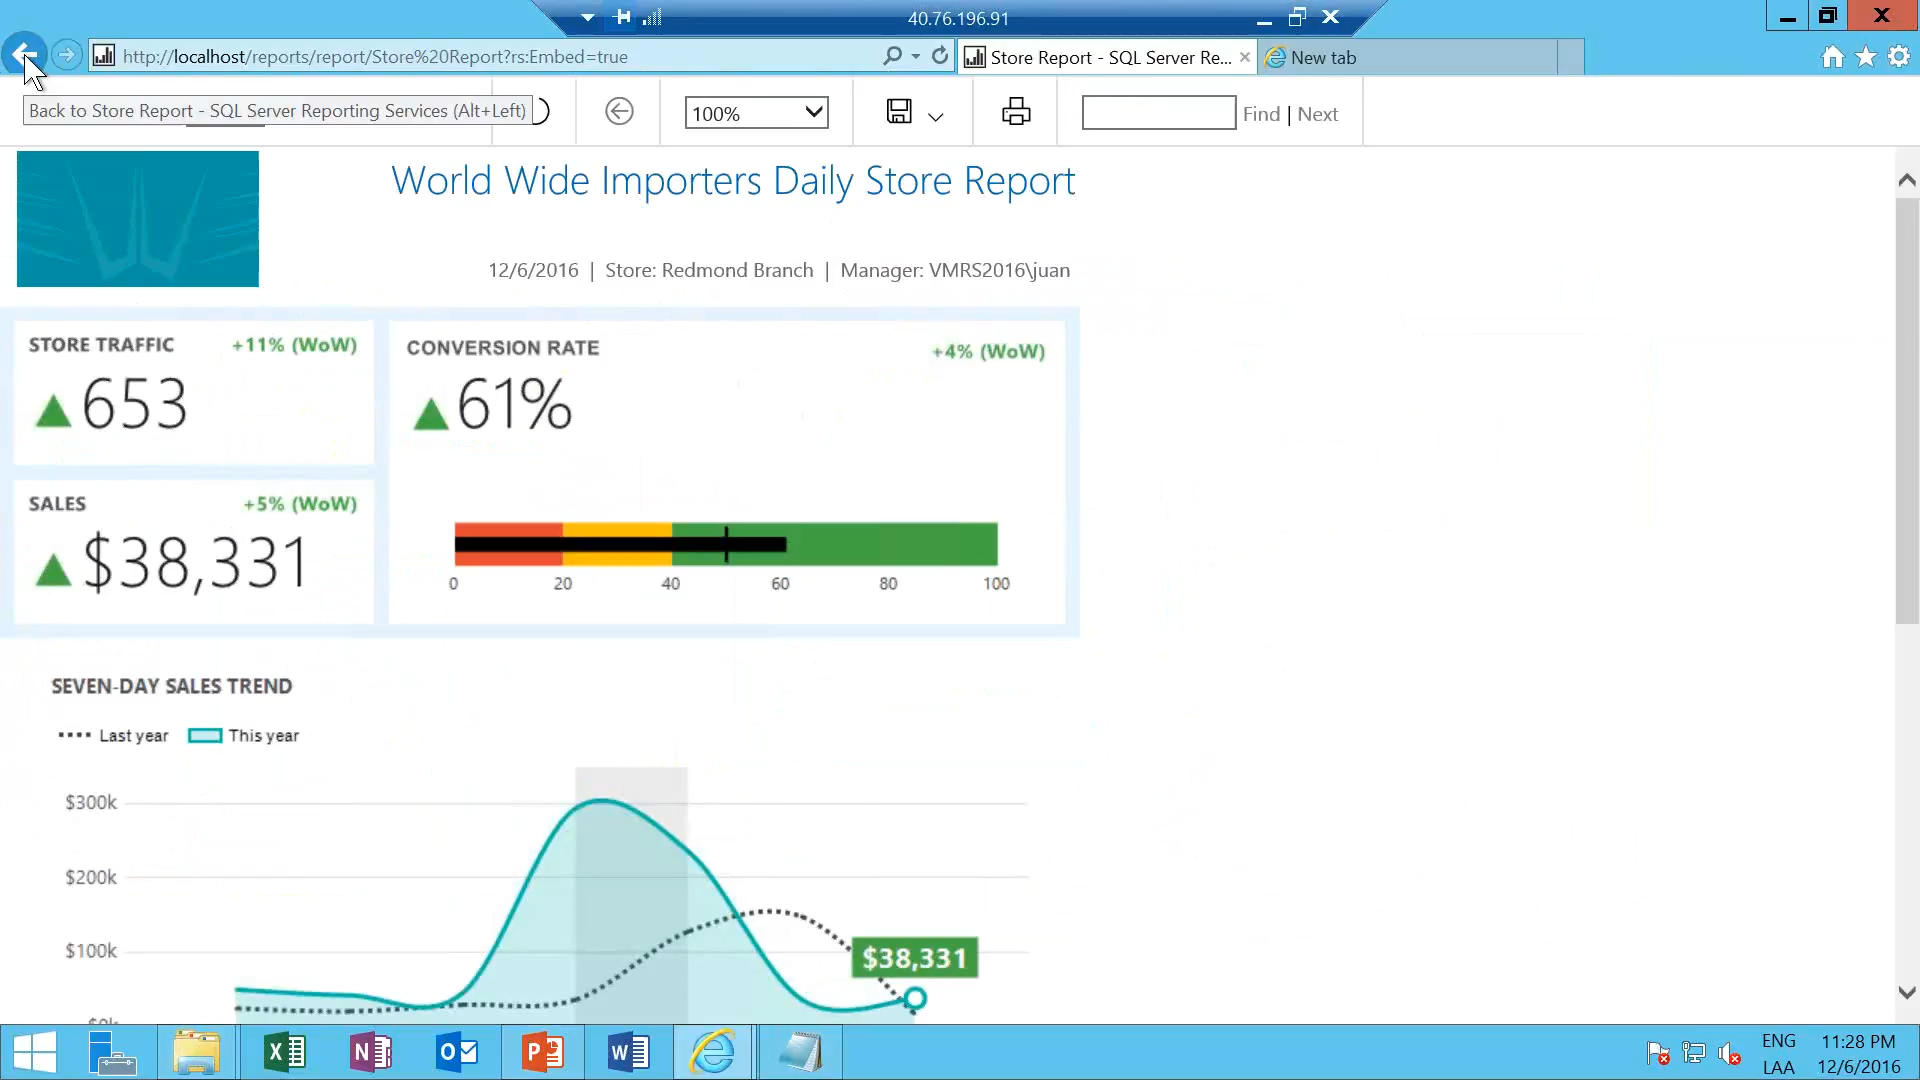 40.76.196.91
http://localhost/reports/report/Store%20Report?rs:Embed=true
Store Report - SQL Server Re...
New tab
Back to Store Report - SQL Server Reporting Services (Alt+Left)
100%
Find | Next
World Wide Importers Daily Store Report
12/6/2016 | Store: Redmond Branch | Manager: VMRS2016\juan
STORE TRAFFIC +11% (WoW)
653
CONVERSION RATE +4% (WoW)
61%
SALES +5% (WoW)
$38,331
0 20 40 60 80 100
SEVEN-DAY SALES TREND
Last year This year
$300k
$200k
$100k
$38,331
ENG 11:28 PM
LAA 12/6/2016